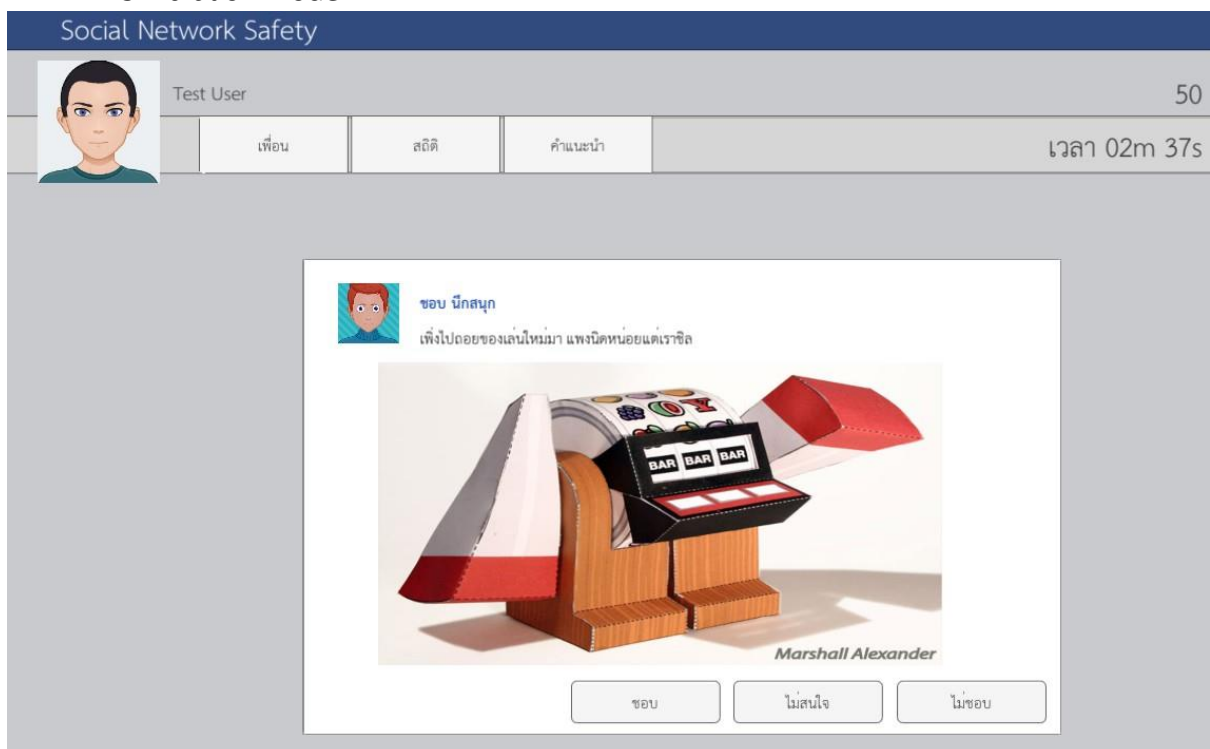 Social Network Safety
Test User
50
เพื่อน
สถิติ
คำแนะนำ
เวลา 02m 37s
ชอบ นึกสนุก
เพิ่งไปถอยของเล่นใหม่มา แพงนิดหน่อยแต่เราชิล
BAR BAR BAR
Marshall Alexander
ชอบ
ไม่สนใจ
ไม่ชอบ